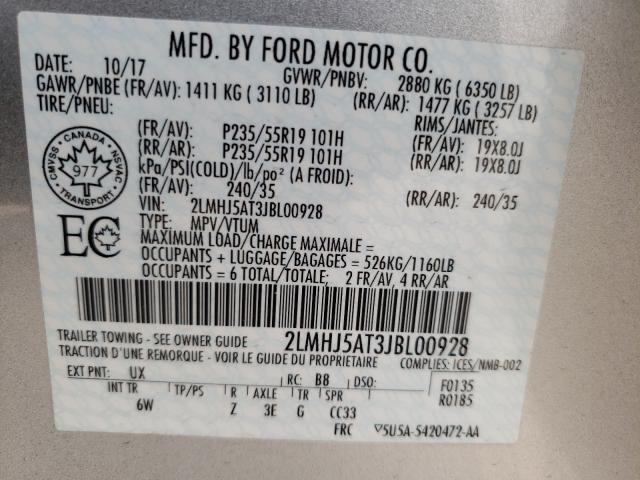 MFD. BY FORD MOTOR CO.
DATE: 10/17 GVWR/PNBV: 2880 KG ( 6350 LB)
GAWR/PNBE (FR/AV): 1411 KG ( 3110 LB) (RR/AR): 1477 KG ( 3257 LB)
TIRE/PNEU: RIMS/JANTES:
(FR/AV): P235/55R19 101H (FR/AV): 19X8.0J
(RR/AR): P235/55R19 101H (RR/AR): 19X8.0J
kPa/PSI(COLD)/lb/po² (A FROID):
(FR/AV): 240/35 (RR/AR): 240/35
CANADA
CMVSS NSVAC
977
TRANSPORT
VIN: 2LMHJ5AT3JBL00928
EC
TYPE: MPV/VTUM
MAXIMUM LOAD/CHARGE MAXIMALE =
OCCUPANTS + LUGGAGE/BAGAGES = 526KG/1160LB
OCCUPANTS = 6 TOTAL/TOTALE; 2 FR/AV, 4 RR/AR
TRAILER TOWING - SEE OWNER GUIDE 2LMHJ5AT3JBL00928
TRACTION D'UNE REMORQUE - VOIR LE GUIDE DU PROPRIETAIRE COMPLIES: ICES/NMB-002
EXT PNT: UX RC: B8 DSO: F0135
INT TR TP/PS R AXLE TR SPR R0185
6W Z 3E G CC33
FRC 5U5A-5420472-AA